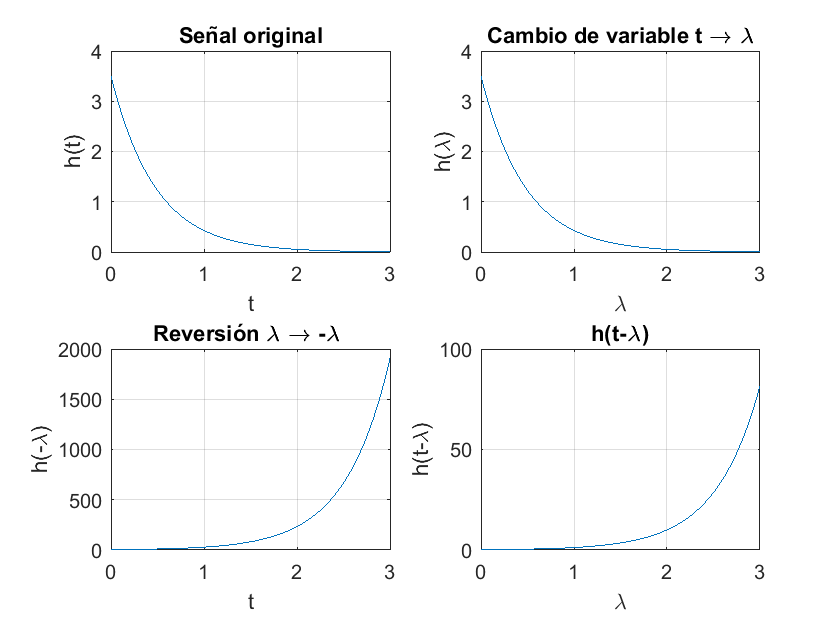 Señal original
4
3
2
1
0
h(t)
0 1 2 3
t
Cambio de variable t → λ
4
3
2
1
0
h(λ)
0 1 2 3
λ
Reversión λ → -λ
2000
1500
1000
500
0
h(-λ)
0 1 2 3
t
h(t-λ)
100
50
0
h(t-λ)
0 1 2 3
λ